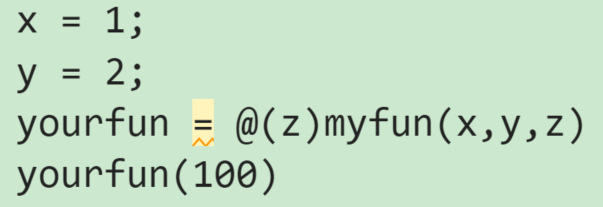 x = 1;
y = 2;
yourfun = @(z)myfun(x,y,z)
yourfun(100)